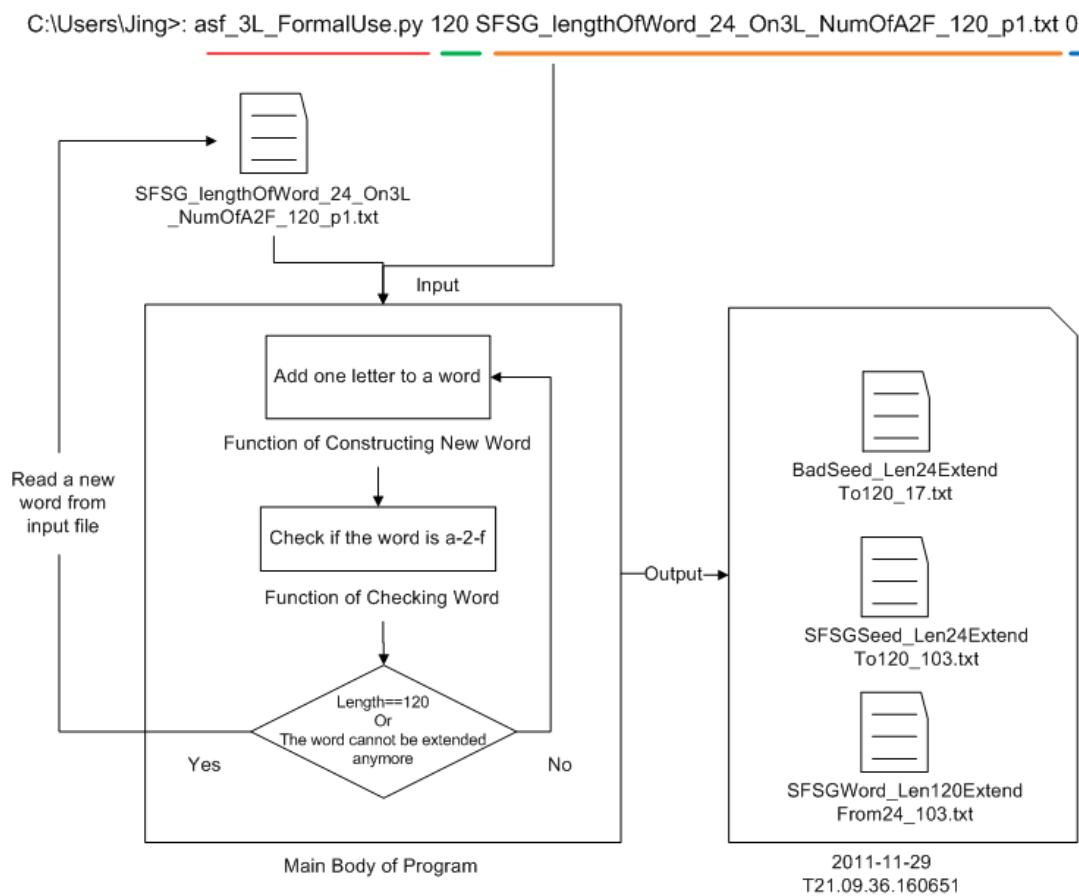 C:\Users\Jing>: asf_3L_FormalUse.py 120 SFSG_lengthOfWord_24_On3L_NumOfA2F_120_p1.txt 0
SFSG_lengthOfWord_24_On3L
_NumOfA2F_120_p1.txt
Input
Add one letter to a word
Function of Constructing New Word
Read a new
word from
input file
Check if the word is a-2-f
Function of Checking Word
Length==120
Or
The word cannot be extended
anymore
Yes
No
Main Body of Program
Output
BadSeed_Len24Extend
To120_17.txt
SFSGSeed_Len24Extend
To120_103.txt
SFSGWord_Len120Extend
From24_103.txt
2011-11-29
T21.09.36.160651